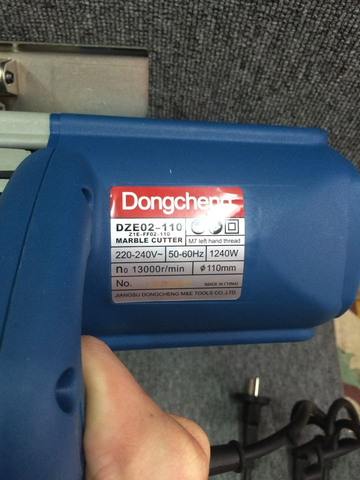 Dongcheng
DZE02-110
Z1E-FF02-110
MARBLE CUTTER
M7 left hand thread
220-240V~ 50-60Hz 1240W
n₀ 13000r/min ϕ110mm
No.
MADE IN CHINA
JIANGSU DONGCHENG M&E TOOLS CO.,LTD